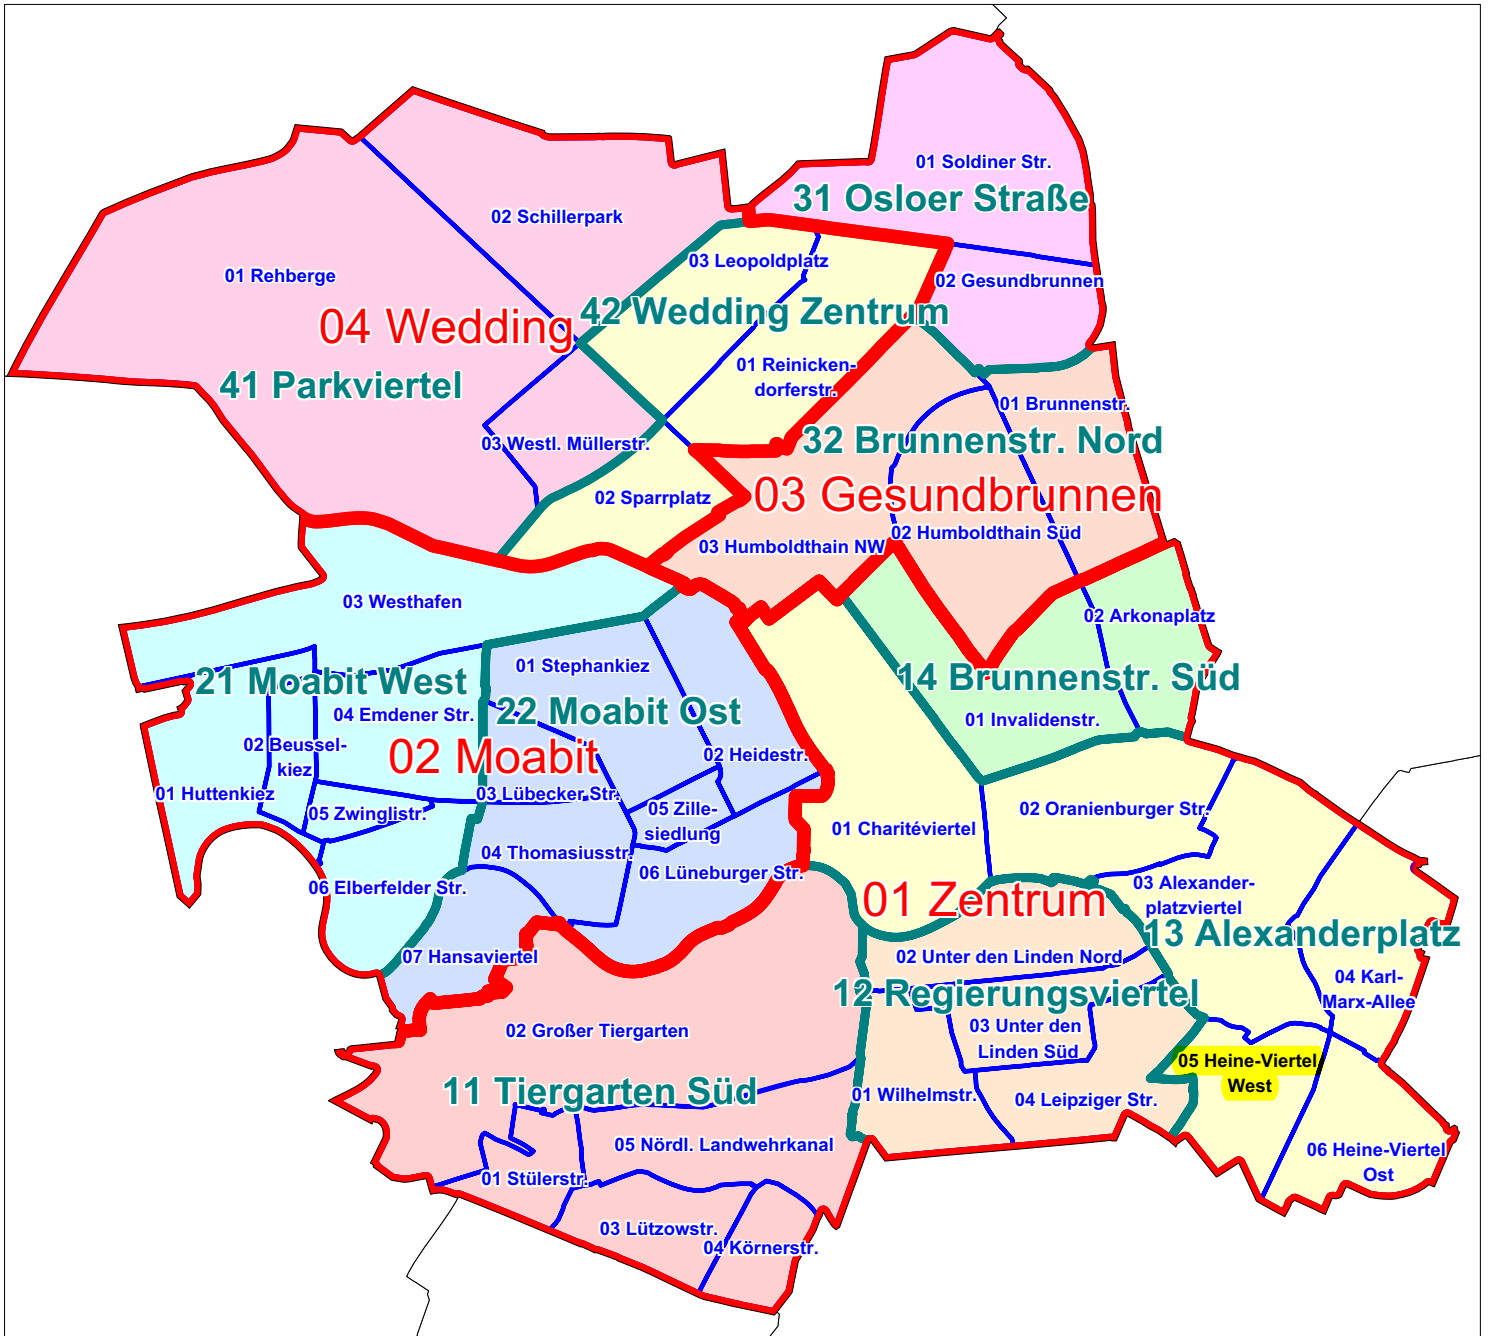 01 Soldiner Str.
31 Osloer Straße
02 Schillerpark
03 Leopoldplatz
01 Rehberge
02 Gesundbrunnen
42 Wedding Zentrum
04 Wedding
01 Reinicken-
dorferstr.
41 Parkviertel
01 Brunnenstr.
32 Brunnenstr. Nord
03 Westl. Müllerstr.
02 Sparrplatz
03 Gesundbrunnen
02 Humboldthain Süd
03 Humboldthain NW
03 Westhafen
02 Arkonaplatz
01 Stephankiez
21 Moabit West
14 Brunnenstr. Süd
04 Emdener Str.
22 Moabit Ost
01 Invalidenstr.
02 Beussel-
kiez
02 Moabit
02 Heidestr.
01 Huttenkiez
03 Lübecker Str.
05 Zwinglistr.
05 Zille-
siedlung
02 Oranienburger Str.
01 Charitéviertel
04 Thomasiusstr.
06 Lüneburger Str.
06 Elberfelder Str.
03 Alexander-
platzviertel
01 Zentrum
13 Alexanderplatz
07 Hansaviertel
02 Unter den Linden Nord
04 Karl-
Marx-Allee
12 Regierungsviertel
02 Großer Tiergarten
03 Unter den
Linden Süd
05 Heine-Viertel
West
11 Tiergarten Süd
01 Wilhelmstr.
04 Leipziger Str.
05 Nördl. Landwehrkanal
06 Heine-Viertel
Ost
01 Stülerstr.
03 Lützowstr.
04 Körnerstr.